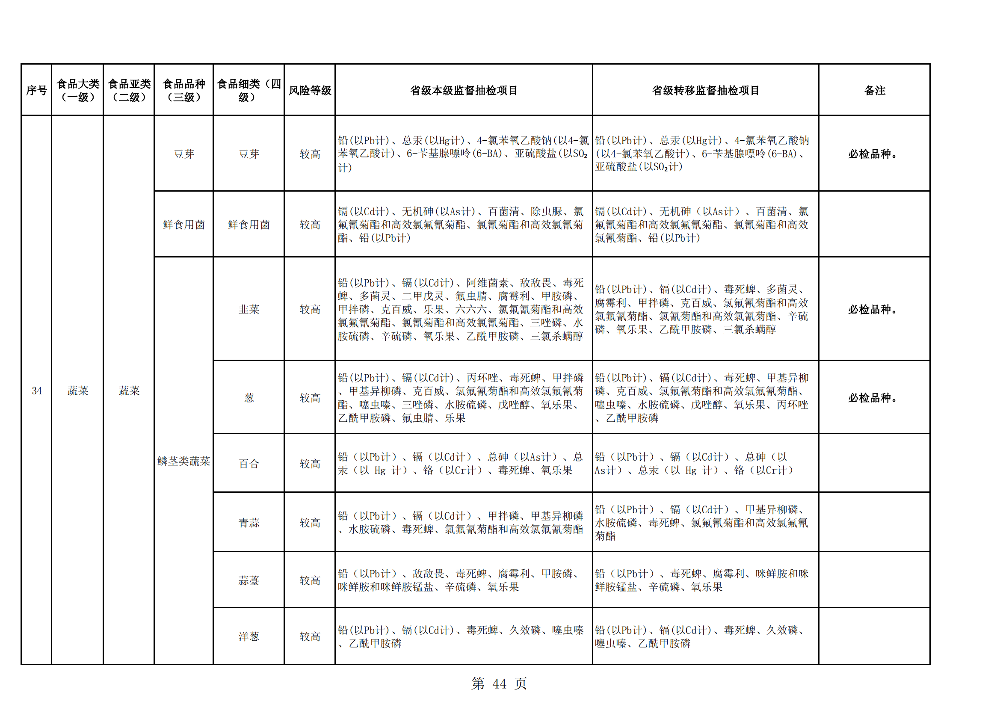 序号
食品大类
（一级）
食品亚类
（二级）
食品品种
（三级）
食品细类（四
级）
风险等级
省级本级监督抽检项目
省级转移监督抽检项目
备注
34
蔬菜
蔬菜
豆芽
豆芽
较高
铅(以Pb计)、总汞(以Hg计)、4-氯苯氧乙酸钠(以4-氯
苯氧乙酸计)、6-苄基腺嘌呤(6-BA)、亚硫酸盐(以SO₂
计)
铅(以Pb计)、总汞(以Hg计)、4-氯苯氧乙酸钠
(以4-氯苯氧乙酸计)、6-苄基腺嘌呤(6-BA)、
亚硫酸盐(以SO₂计)
必检品种。
鲜食用菌
鲜食用菌
较高
镉(以Cd计)、无机砷(以As计)、百菌清、除虫脲、氯
氟氰菊酯和高效氯氟氰菊酯、氯氰菊酯和高效氯氰菊
酯、铅(以Pb计)
镉(以Cd计)、无机砷（以As计）、百菌清、氯
氟氰菊酯和高效氯氟氰菊酯、氯氰菊酯和高效
氯氰菊酯、铅(以Pb计)
鳞茎类蔬菜
韭菜
较高
铅(以Pb计)、镉(以Cd计)、阿维菌素、敌敌畏、毒死
蜱、多菌灵、二甲戊灵、氟虫腈、腐霉利、甲胺磷、
甲拌磷、克百威、乐果、六六六、氯氟氰菊酯和高效
氯氟氰菊酯、氯氰菊酯和高效氯氰菊酯、三唑磷、水
胺硫磷、辛硫磷、氧乐果、乙酰甲胺磷、三氯杀螨醇
铅(以Pb计)、镉(以Cd计)、毒死蜱、多菌灵、
腐霉利、甲拌磷、克百威、氯氟氰菊酯和高效
氯氟氰菊酯、氯氰菊酯和高效氯氰菊酯、辛硫
磷、氧乐果、乙酰甲胺磷、三氯杀螨醇
必检品种。
葱
较高
铅(以Pb计)、镉(以Cd计)、丙环唑、毒死蜱、甲拌磷
、甲基异柳磷、克百威、氯氟氰菊酯和高效氯氟氰菊
酯、噻虫嗪、三唑磷、水胺硫磷、戊唑醇、氧乐果、
乙酰甲胺磷、氟虫腈、乐果
铅(以Pb计)、镉(以Cd计)、毒死蜱、甲基异柳
磷、克百威、氯氟氰菊酯和高效氯氟氰菊酯、
噻虫嗪、水胺硫磷、戊唑醇、氧乐果、丙环唑
、乙酰甲胺磷
必检品种。
百合
较高
铅（以Pb计）、镉（以Cd计）、总砷（以As计）、总
汞（以 Hg 计）、铬（以Cr计）、毒死蜱、氧乐果
铅（以Pb计）、镉（以Cd计）、总砷（以
As计）、总汞（以 Hg 计）、铬（以Cr计）
青蒜
较高
铅（以Pb计）、镉（以Cd计）、甲拌磷、甲基异柳磷
、水胺硫磷、毒死蜱、氯氟氰菊酯和高效氯氟氰菊酯
铅（以Pb计）、镉（以Cd计）、甲基异柳磷、
水胺硫磷、毒死蜱、氯氟氰菊酯和高效氯氟氰
菊酯
蒜薹
较高
铅（以Pb计）、敌敌畏、毒死蜱、腐霉利、甲胺磷、
咪鲜胺和咪鲜胺锰盐、辛硫磷、氧乐果
铅（以Pb计）、毒死蜱、腐霉利、咪鲜胺和咪
鲜胺锰盐、辛硫磷、氧乐果
洋葱
较高
铅(以Pb计)、镉(以Cd计)、毒死蜱、久效磷、噻虫嗪
、乙酰甲胺磷
铅(以Pb计)、镉(以Cd计)、毒死蜱、久效磷、
噻虫嗪、乙酰甲胺磷
第 44 页